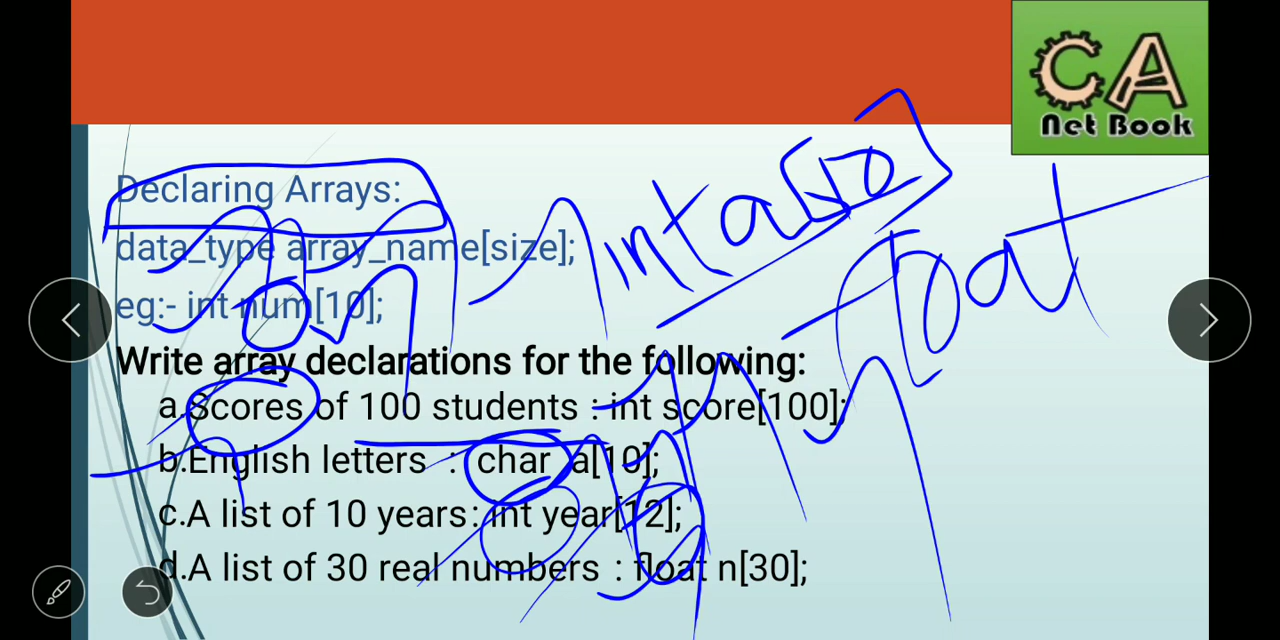 CA
Net Book
Declaring Arrays:
data_type array_name[size];
eg:- int num[10];
int a[10]
float
Write array declarations for the following:
a.Scores of 100 students : int score[100];
b.English letters : char a[10];
c.A list of 10 years: int year[12];
d.A list of 30 real numbers : float n[30];